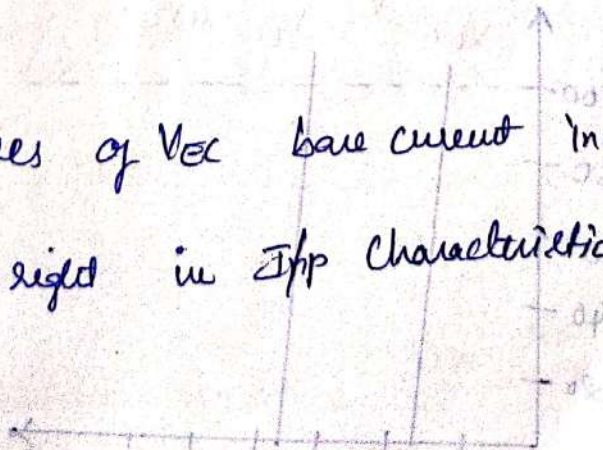 es of VEC base current in
right in I/p Characteristic